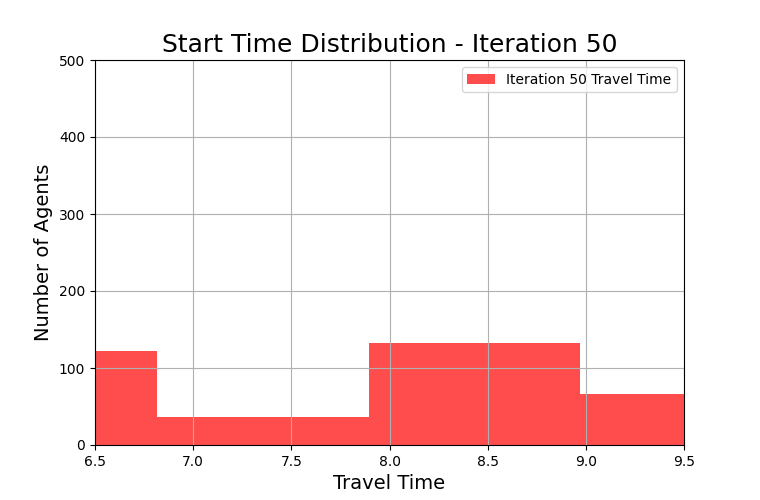 Start Time Distribution - Iteration 50
Iteration 50 Travel Time
Number of Agents
500
400
300
200
100
0
6.5 7.0 7.5 8.0 8.5 9.0 9.5
Travel Time